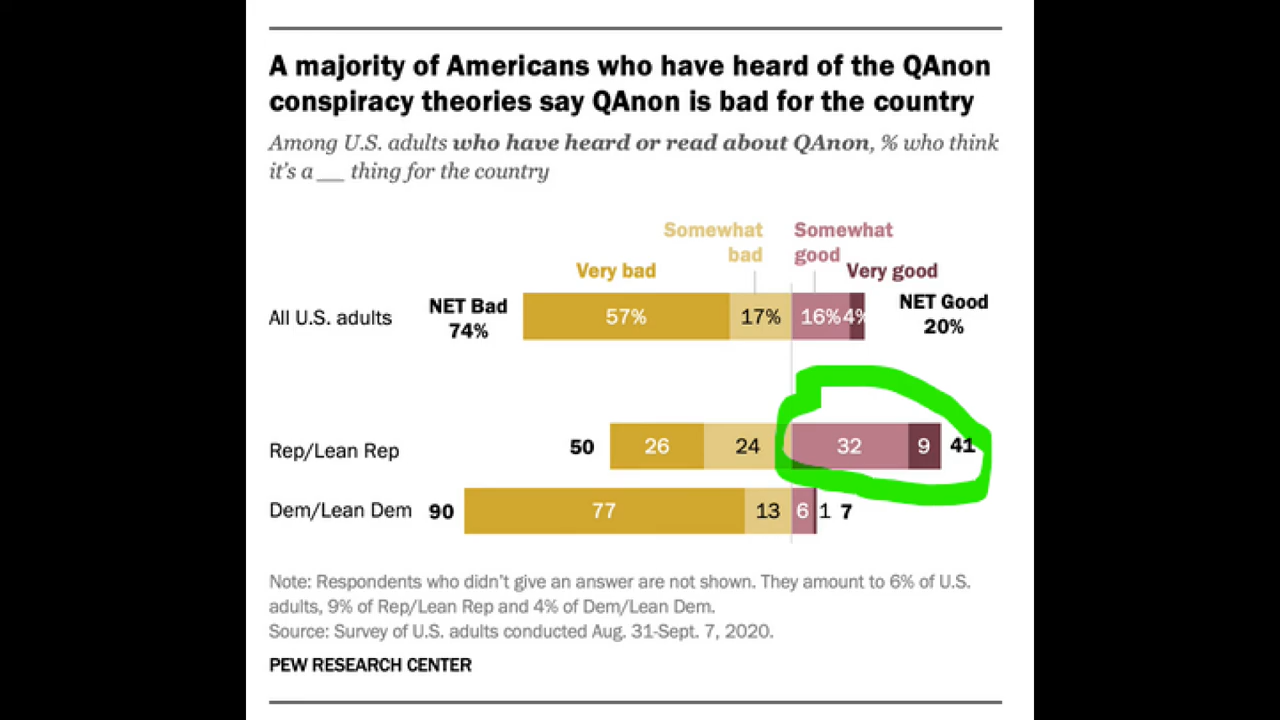 A majority of Americans who have heard of the QAnon
conspiracy theories say QAnon is bad for the country
Among U.S. adults who have heard or read about QAnon, % who think
it's a __ thing for the country
Somewhat bad
Somewhat good
Very bad
Very good
All U.S. adults NET Bad 74% 57% 17% 16% 4% NET Good 20%
Rep/Lean Rep 50 26 24 32 9 41
Dem/Lean Dem 90 77 13 6 1 7
Note: Respondents who didn't give an answer are not shown. They amount to 6% of U.S.
adults, 9% of Rep/Lean Rep and 4% of Dem/Lean Dem.
Source: Survey of U.S. adults conducted Aug. 31-Sept. 7, 2020.
PEW RESEARCH CENTER